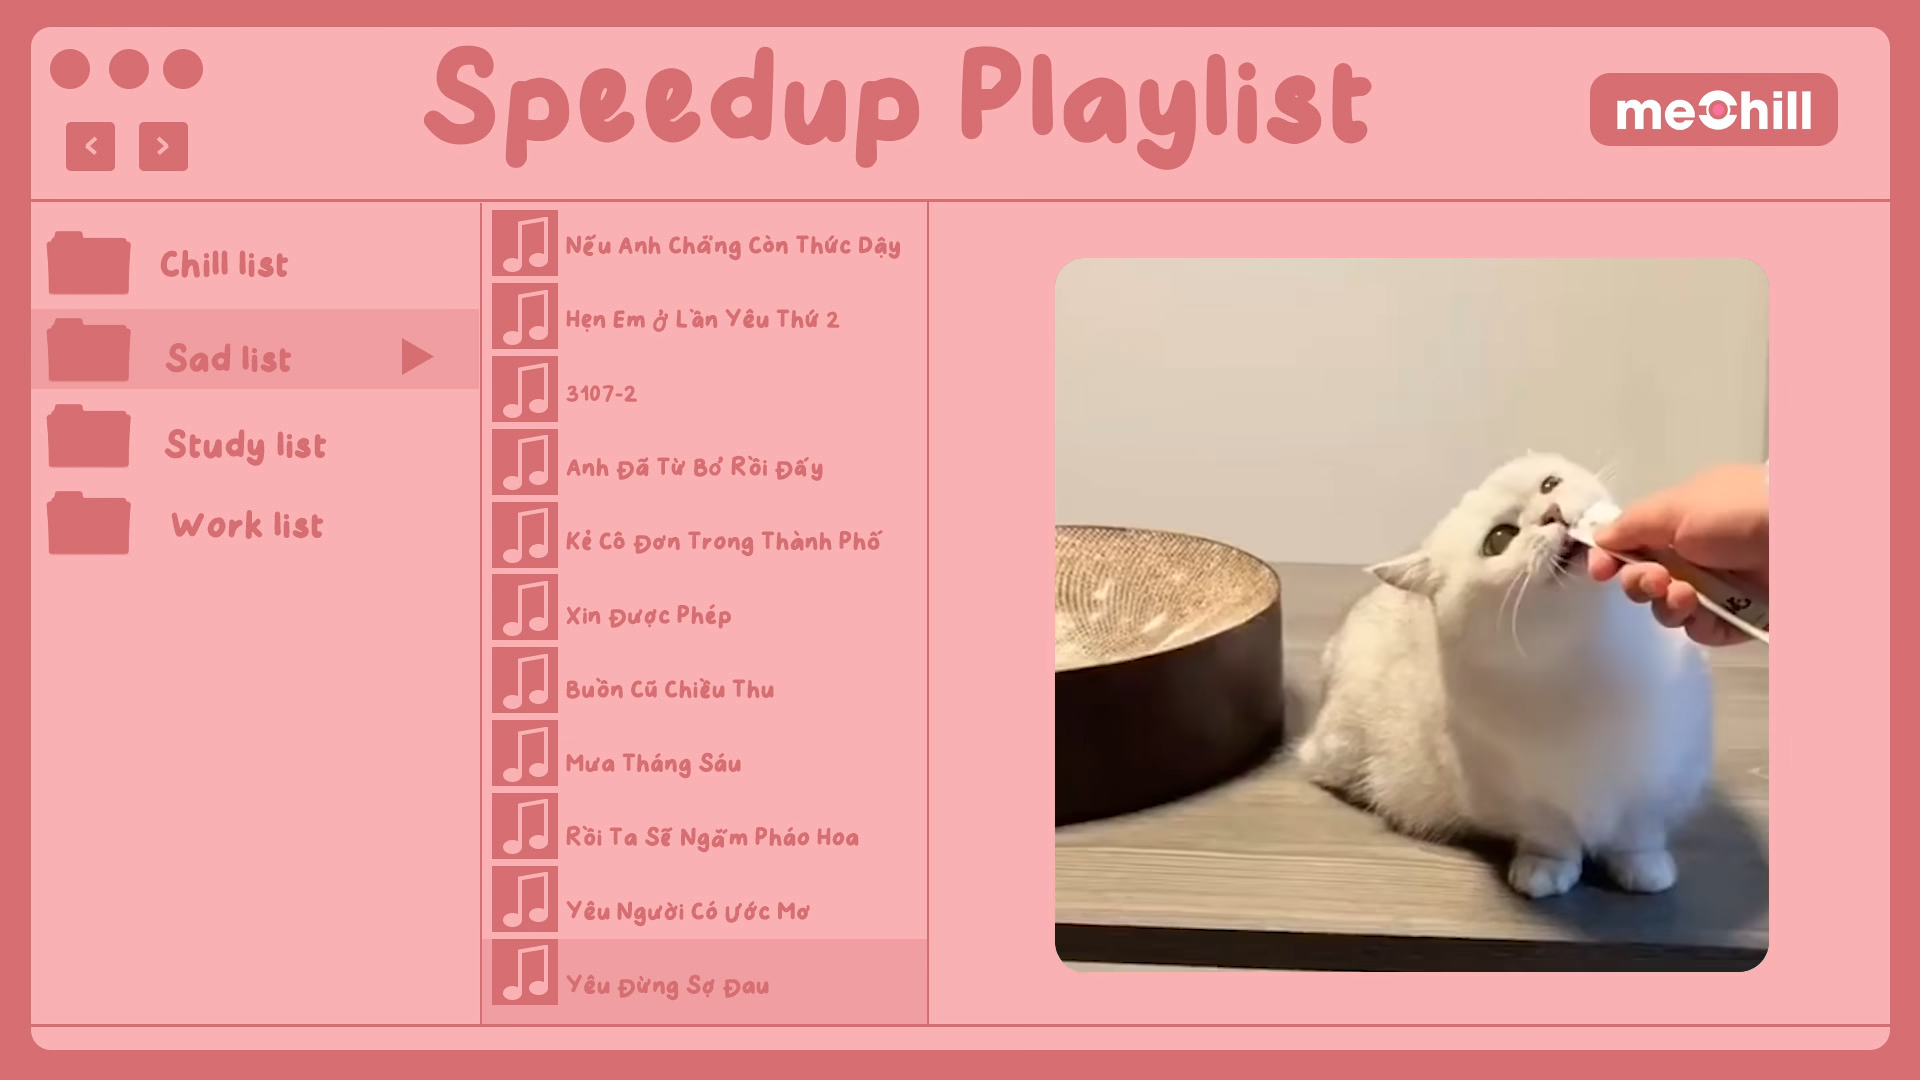 Speedup Playlist
meChill
Chill list
Sad list
Study list
Work list
Nếu Anh Chẳng Còn Thức Dậy
Hẹn Em ở Lần Yêu Thứ 2
3107-2
Anh Đã Từ Bỏ Rồi Đấy
Kẻ Cô Đơn Trong Thành Phố
Xin Được Phép
Buồn Cũ Chiều Thu
Mưa Tháng Sáu
Rồi Ta Sẽ Ngắm Pháo Hoa
Yêu Người Có Ước Mơ
Yêu Đừng Sợ Đau